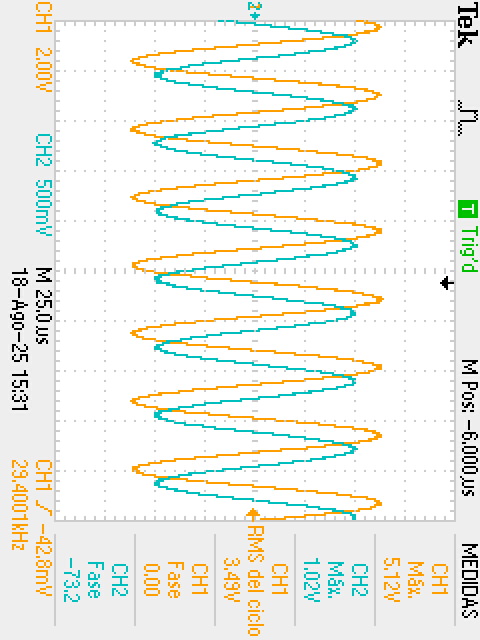 Tek
T Trig'd
M Pos: -6.000µs
MEDIDAS
CH1
Máx.
5.12V
CH2
Máx.
1.02V
CH1
RMS del ciclo
3.49V
CH1
Fase
0.00
CH2
Fase
-73.2
2
CH1 2.00V
CH2 500mV
M 25.0µs
CH1 / -42.8mV
18-Ago-25 15:31
29.4001kHz